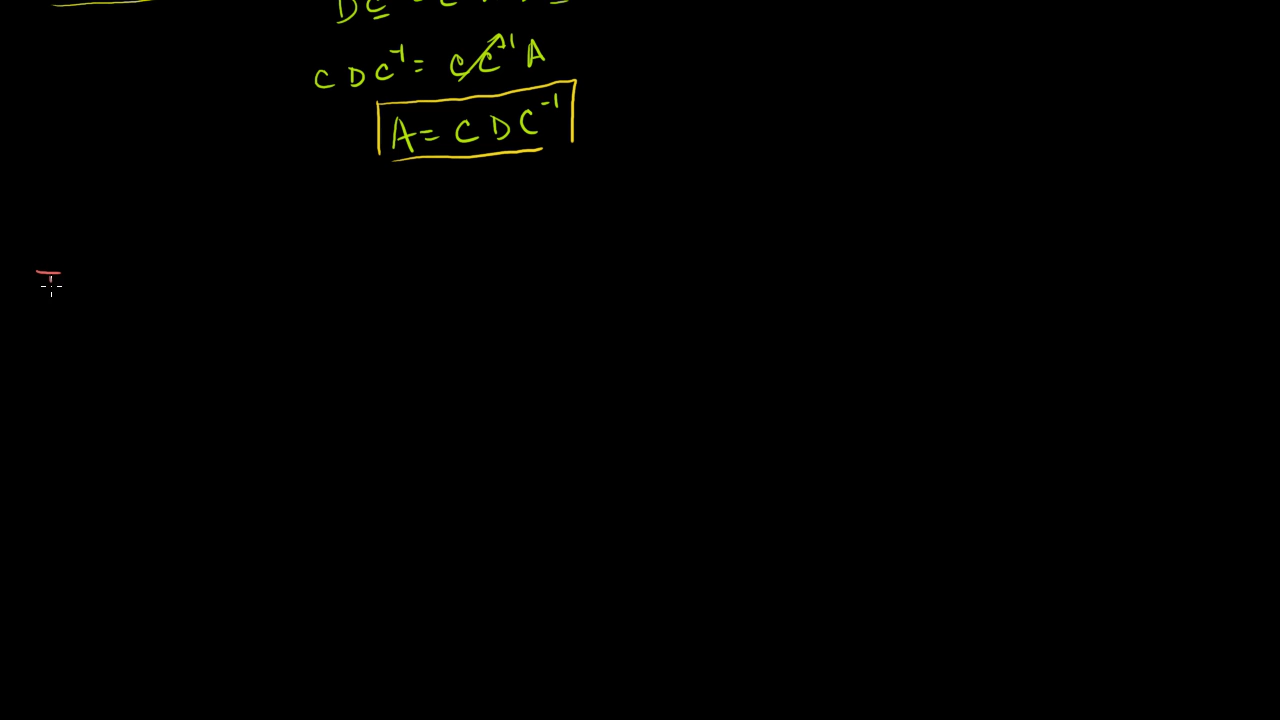 CDC⁻¹ = CC⁻¹A
A = CDC⁻¹